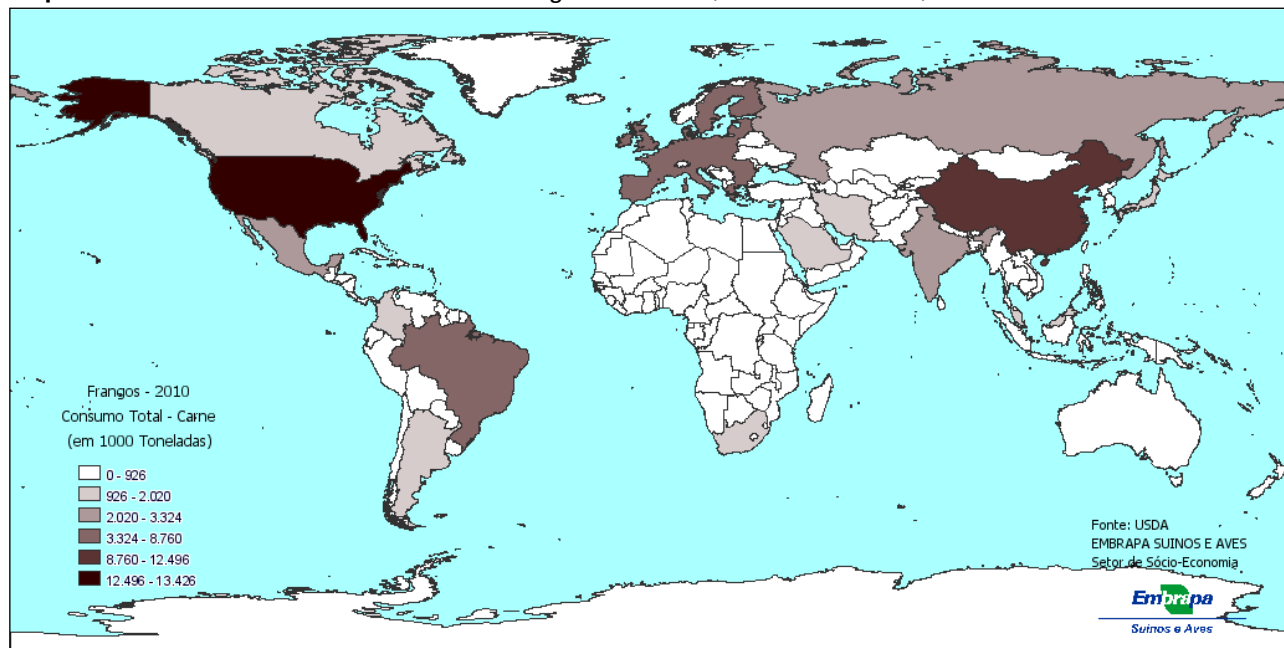 Frangos - 2010
Consumo Total - Carne
(em 1000 Toneladas)
0 - 926
926 - 2.020
2.020 - 3.324
3.324 - 8.760
8.760 - 12.496
12.496 - 13.426
Fonte: USDA
EMBRAPA SUINOS E AVES
Setor de Sócio-Economia
Embrapa
Suínos e Aves